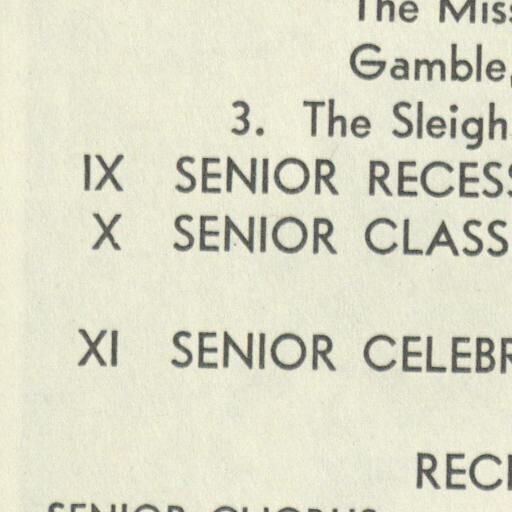 The Miss
Gamble,
3. The Sleigh
IX SENIOR RECESS
X SENIOR CLASS
XI SENIOR CELEBR
RECE
SENIOR CHORUS